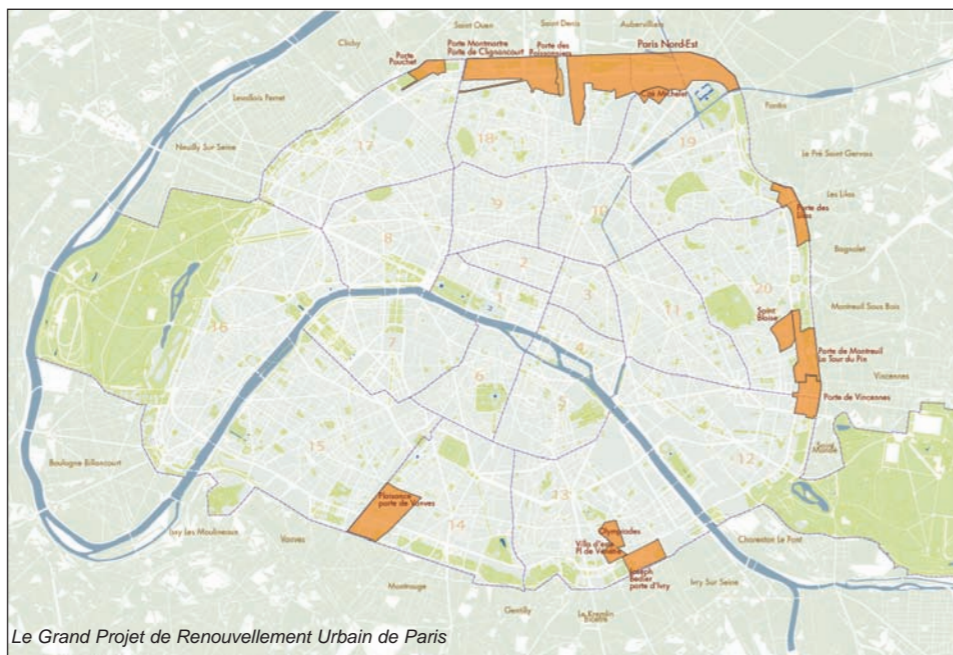 Saint Ouen
Saint Denis
Aubervilliers
Clichy
Porte Montmartre
Porte de Clignancourt
Porte des
Poissonniers
Paris Nord-Est
Porte
Pouchet
Cité Michelet
Levallois Perret
Pantin
Neuilly Sur Seine
17
18
19
Le Pré Saint Gervais
Les Lilas
Porte des
Lilas
9
10
8
Bagnolet
2
20
1
3
11
Montreuil Sous Bois
Saint
Blaise
16
7
4
Porte de Montreuil
La Tour du Pin
Vincennes
6
Porte de Vincennes
5
Saint
Mandé
15
12
Boulogne Billancourt
Plaisance
porte de Vanves
13
14
Olympiades
Issy Les Moulineaux
Vanves
Villa d'este
Pl de Vénétie
Charenton Le Pont
Joseph
Bédier
porte d'Ivry
Montrouge
Ivry Sur Seine
Gentilly
Le Kremlin
Bicêtre
Le Grand Projet de Renouvellement Urbain de Paris